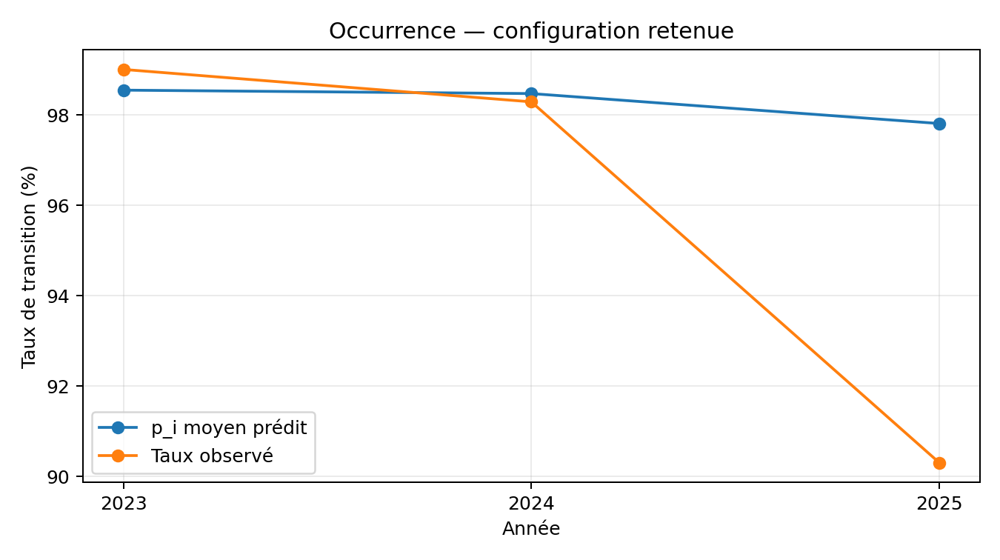 Occurrence — configuration retenue
Taux de transition (%)
98
96
94
92
90
p_i moyen prédit
Taux observé
2023
2024
2025
Année